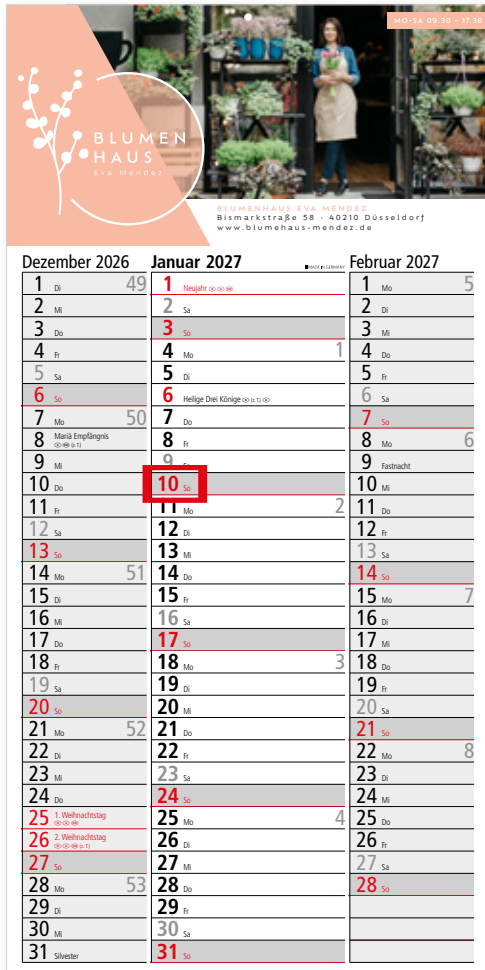 MO-SA 09.30 - 17.30
BLUMEN
HAUS
Eva Mendez
BLUMENHAUS EVA MENDEZ
Bismarkstraße 58 - 40210 Düsseldorf
www.blumehaus-mendez.de
Dezember 2026
1 Di 49
2 Mi
3 Do
4 Fr
5 Sa
6 So
7 Mo 50
8 Mariä Empfängnis
(z. T.)
9 Mi
10 Do
11 Fr
12 Sa
13 So
14 Mo 51
15 Di
16 Mi
17 Do
18 Fr
19 Sa
20 So
21 Mo 52
22 Di
23 Mi
24 Do
25 1. Weihnachtstag
26 2. Weihnachtstag
(z. T.)
27 So
28 Mo 53
29 Di
30 Mi
31 Silvester
Januar 2027
MADE IN GERMANY
1 Neujahr
2 Sa
3 So
4 Mo 1
5 Di
6 Heilige Drei Könige (z.T.)
7 Do
8 Fr
9
10 So
11 Mo 2
12 Di
13 Mi
14 Do
15 Fr
16 Sa
17 So
18 Mo 3
19 Di
20 Mi
21 Do
22 Fr
23 Sa
24 So
25 Mo 4
26 Di
27 Mi
28 Do
29 Fr
30 Sa
31 So
Februar 2027
1 Mo 5
2 Di
3 Mi
4 Do
5 Fr
6 Sa
7 So
8 Mo 6
9 Fastnacht
10 Mi
11 Do
12 Fr
13 Sa
14 So
15 Mo 7
16 Di
17 Mi
18 Do
19 Fr
20 Sa
21 So
22 Mo 8
23 Di
24 Mi
25 Do
26 Fr
27 Sa
28 So